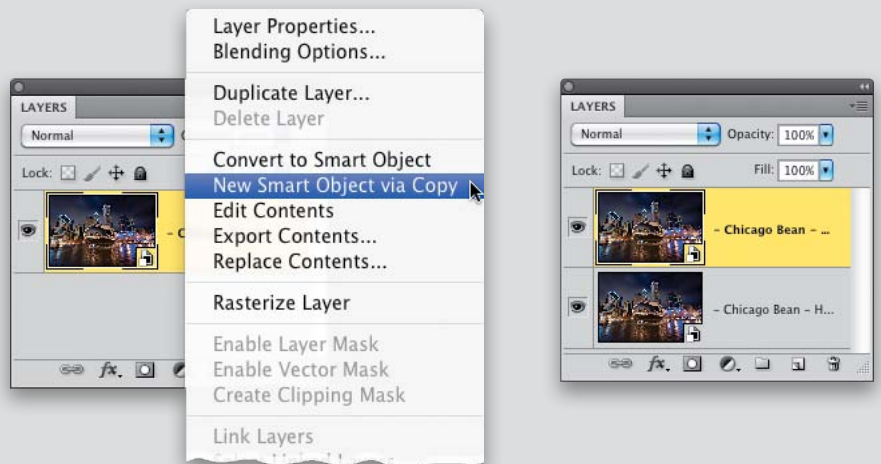 LAYERS
Normal
Lock:
- C
Layer Properties...
Blending Options...
Duplicate Layer...
Delete Layer
Convert to Smart Object
New Smart Object via Copy
Edit Contents
Export Contents...
Replace Contents...
Rasterize Layer
Enable Layer Mask
Enable Vector Mask
Create Clipping Mask
Link Layers
fx.
LAYERS
Normal Opacity: 100%
Lock: Fill: 100%
- Chicago Bean - ...
- Chicago Bean - H...
fx.